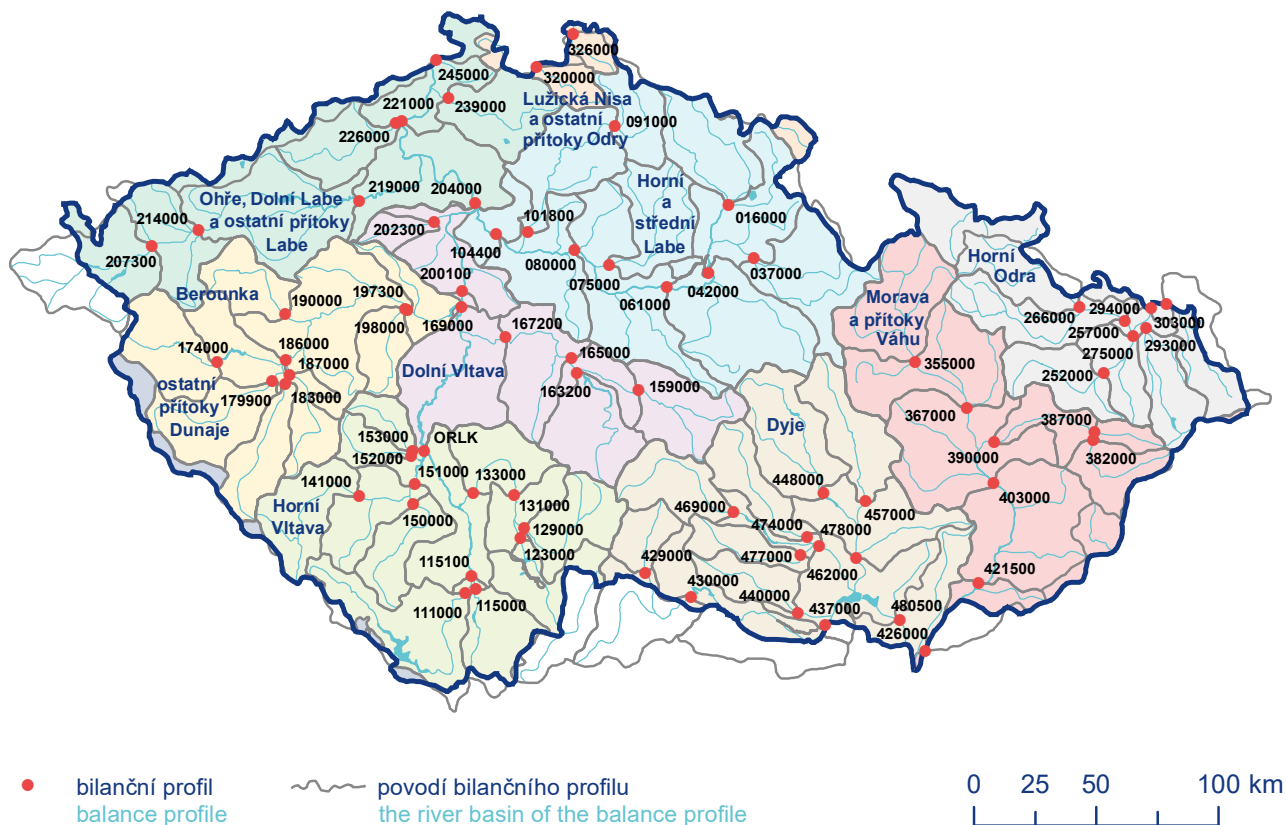 326000
245000
320000
221000
239000
Lužická Nisa
a ostatní
přítoky Odry
091000
226000
219000
204000
Ohře, Dolní Labe
a ostatní přítoky
Labe
Horní
a
střední
Labe
016000
214000
202300
101800
104400
207300
080000
037000
200100
075000
Horní
Odra
061000
042000
Berounka
190000
197300
Morava
a přítoky
Váhu
266000
294000
303000
198000
169000
167200
257000
293000
186000
275000
174000
187000
165000
355000
Dolní Vltava
252000
ostatní
přítoky
Dunaje
179900
183000
163200
159000
367000
387000
Dyje
153000
ORLK
152000
390000
382000
151000
133000
141000
448000
403000
Horní
Vltava
150000
131000
469000
457000
129000
474000
478000
123000
429000
477000
115100
462000
430000
421500
111000
115000
440000
437000
480500
426000
bilanční profil
balance profile
povodí bilančního profilu
the river basin of the balance profile
0 25 50 100 km